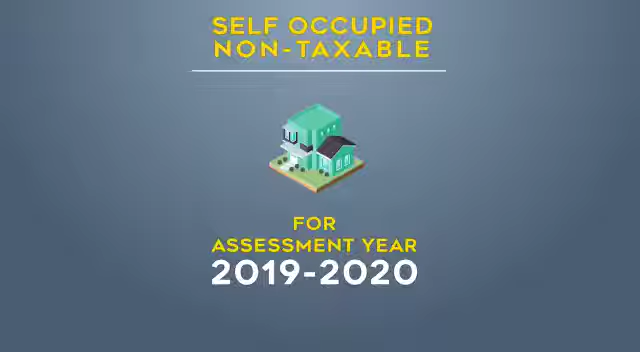 SELF OCCUPIED
NON-TAXABLE
FOR
ASSESSMENT YEAR
2019-2020